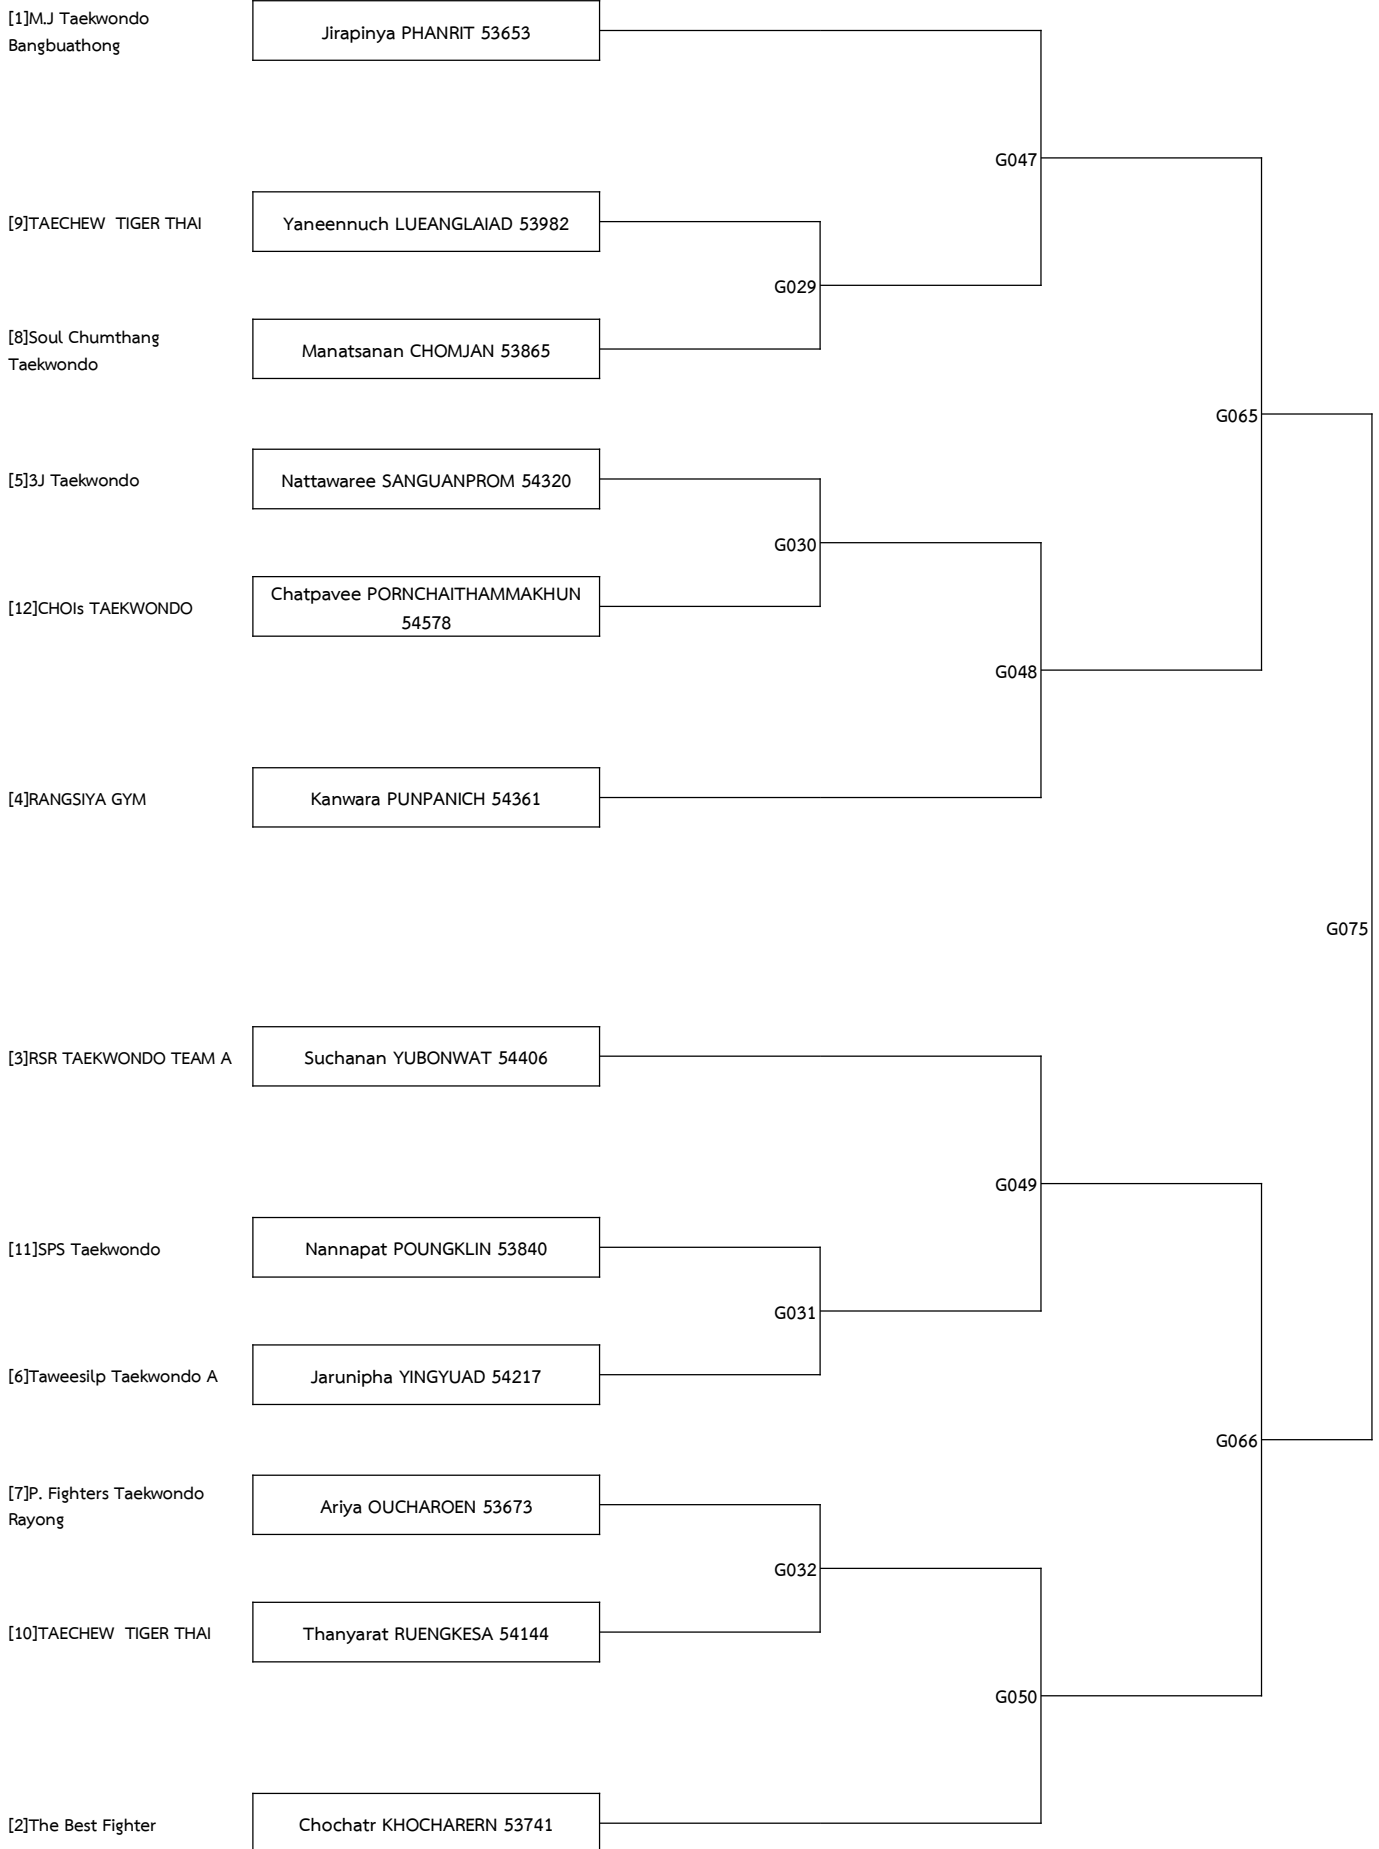 [1]M.J Taekwondo
Bangbuathong
Jirapinya PHANRIT 53653
G047
[9]TAECHEW  TIGER THAI
Yaneennuch LUEANGLAIAD 53982
G029
[8]Soul Chumthang
Taekwondo
Manatsanan CHOMJAN 53865
G065
[5]3J Taekwondo
Nattawaree SANGUANPROM 54320
G030
[12]CHOIs TAEKWONDO
Chatpavee PORNCHAITHAMMAKHUN
54578
G048
[4]RANGSIYA GYM
Kanwara PUNPANICH 54361
G075
[3]RSR TAEKWONDO TEAM A
Suchanan YUBONWAT 54406
G049
[11]SPS Taekwondo
Nannapat POUNGKLIN 53840
G031
[6]Taweesilp Taekwondo A
Jarunipha YINGYUAD 54217
G066
[7]P. Fighters Taekwondo
Rayong
Ariya OUCHAROEN 53673
G032
[10]TAECHEW  TIGER THAI
Thanyarat RUENGKESA 54144
G050
[2]The Best Fighter
Chochatr KHOCHARERN 53741